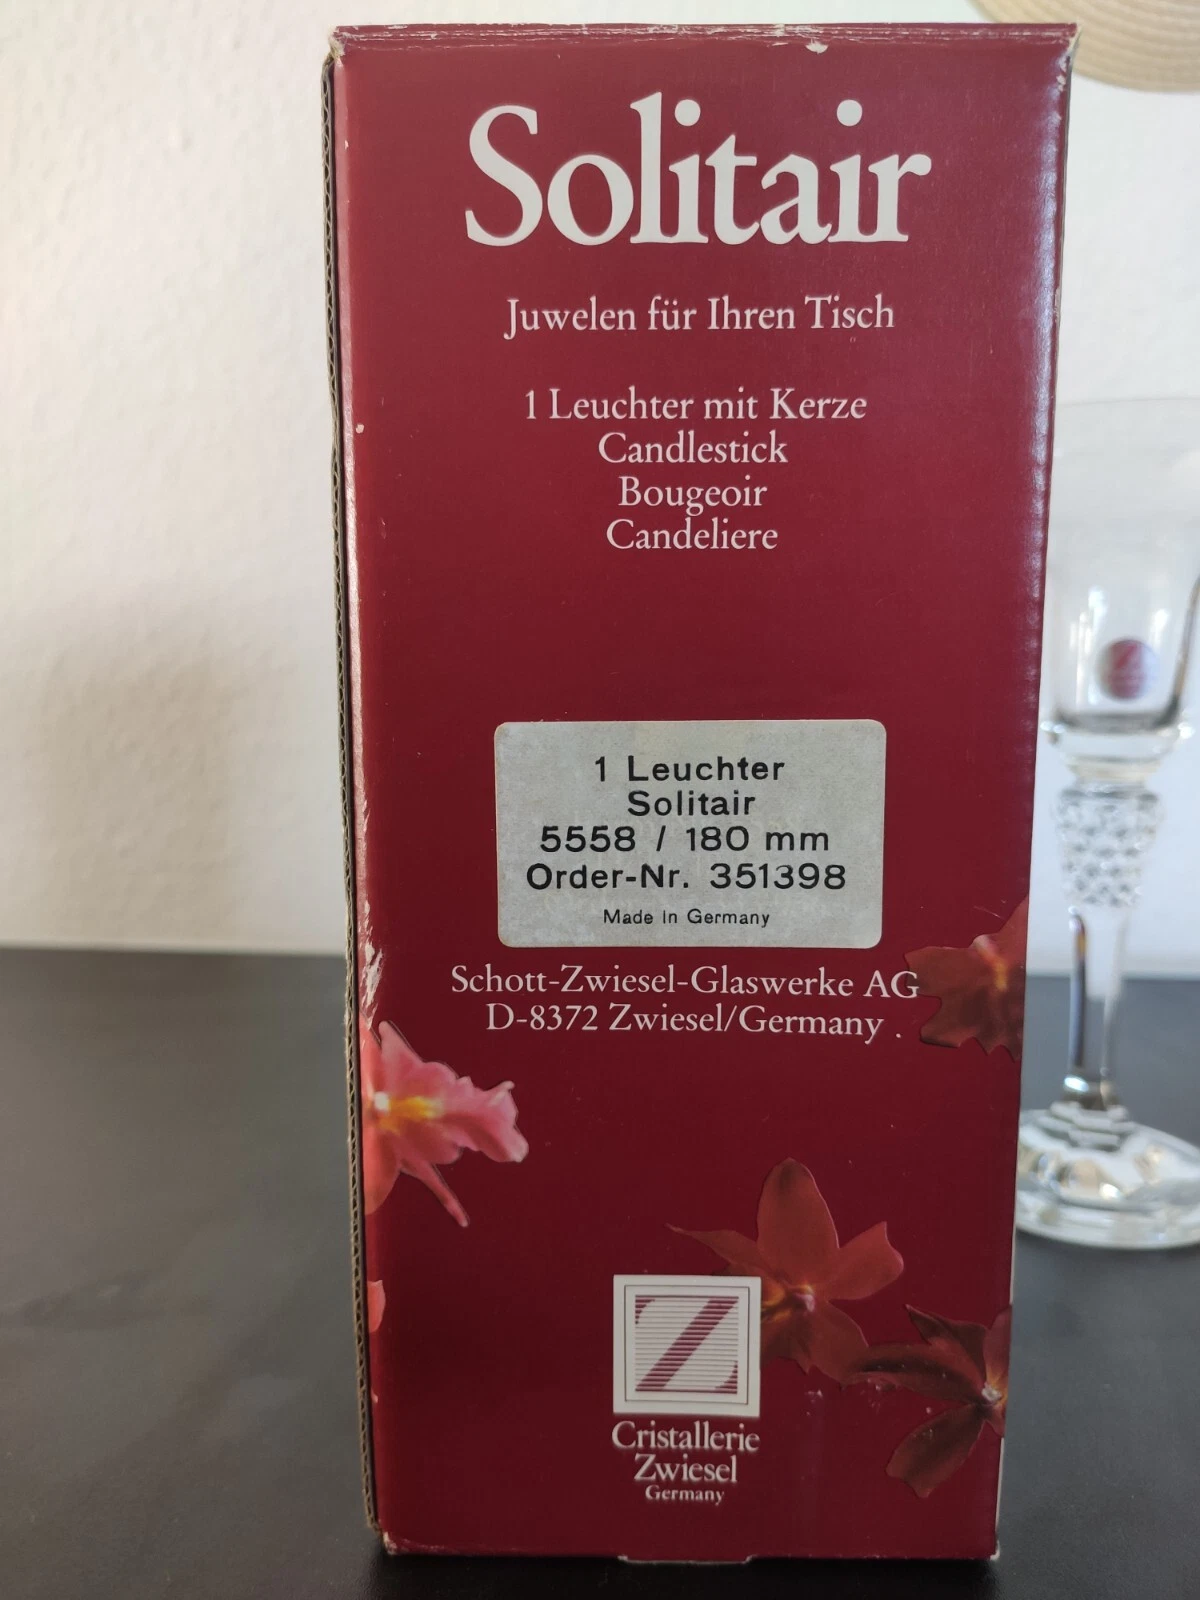 Solitair
Juwelen für Ihren Tisch
1 Leuchter mit Kerze
Candlestick
Bougeoir
Candeliere
1 Leuchter
Solitair
5558 / 180 mm
Order-Nr. 351398
Made in Germany
Schott-Zwiesel-Glaswerke AG
D-8372 Zwiesel/Germany .
Z
Cristallerie
Zwiesel
Germany